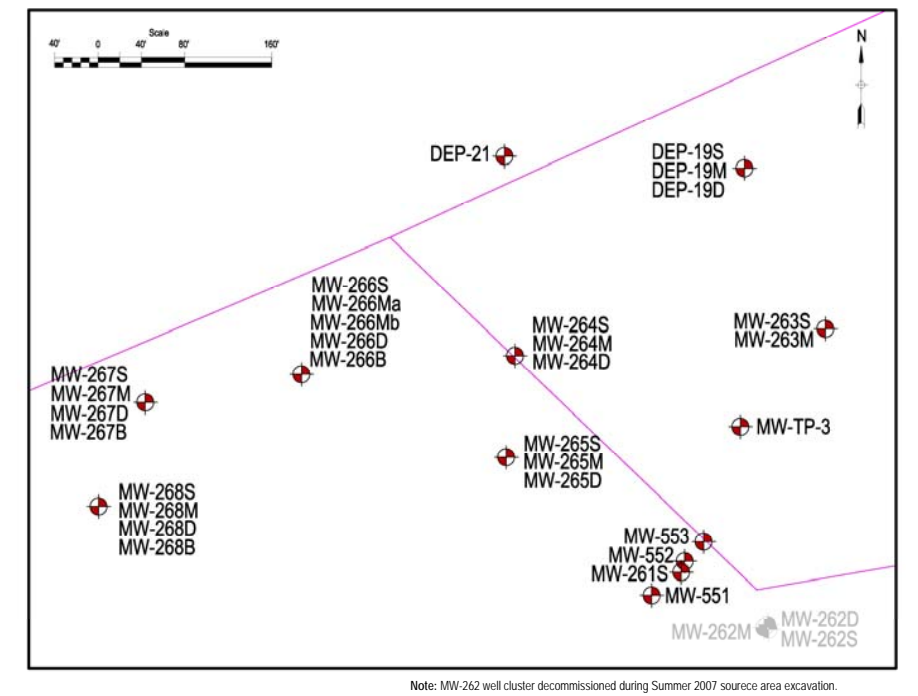 Scale
40' 0 40' 80' 160'
N
DEP-21
DEP-19S
DEP-19M
DEP-19D
MW-266S
MW-266Ma
MW-266Mb
MW-266D
MW-266B
MW-264S
MW-264M
MW-264D
MW-263S
MW-263M
MW-267S
MW-267M
MW-267D
MW-267B
MW-TP-3
MW-265S
MW-265M
MW-265D
MW-268S
MW-268M
MW-268D
MW-268B
MW-553
MW-552
MW-261S
MW-551
MW-262M
MW-262D
MW-262S
Note: MW-262 well cluster decommissioned during Summer 2007 sourece area excavation.